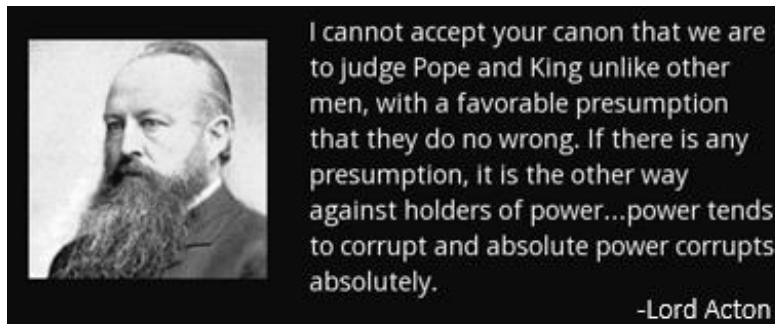 I cannot accept your canon that we are
to judge Pope and King unlike other
men, with a favorable presumption
that they do no wrong. If there is any
presumption, it is the other way
against holders of power...power tends
to corrupt and absolute power corrupts
absolutely.
-Lord Acton